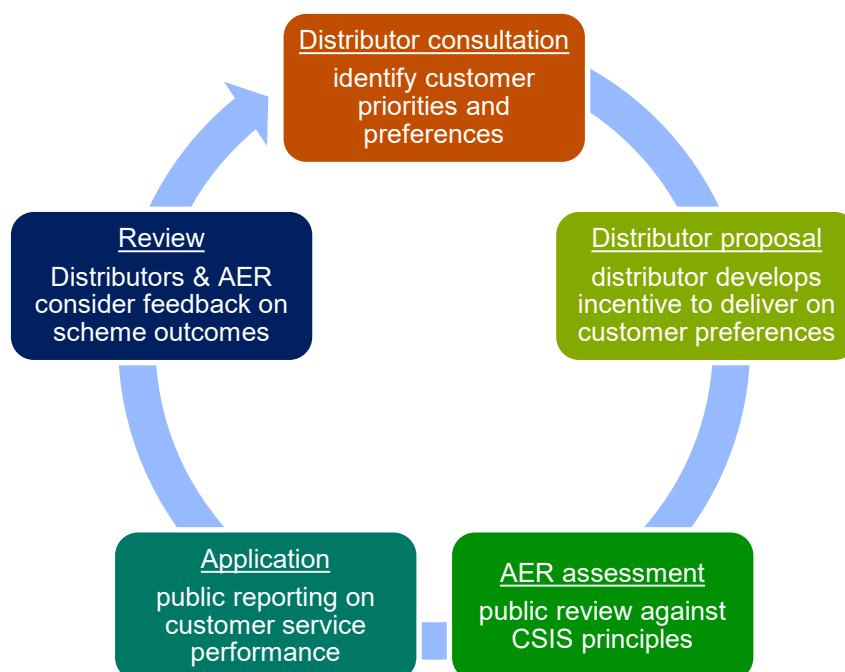 Distributor consultation
identify customer
priorities and
preferences
Distributor proposal
distributor develops
incentive to deliver on
customer preferences
AER assessment
public review against
CSIS principles
Application
public reporting on
customer service
performance
Review
Distributors & AER
consider feedback on
scheme outcomes